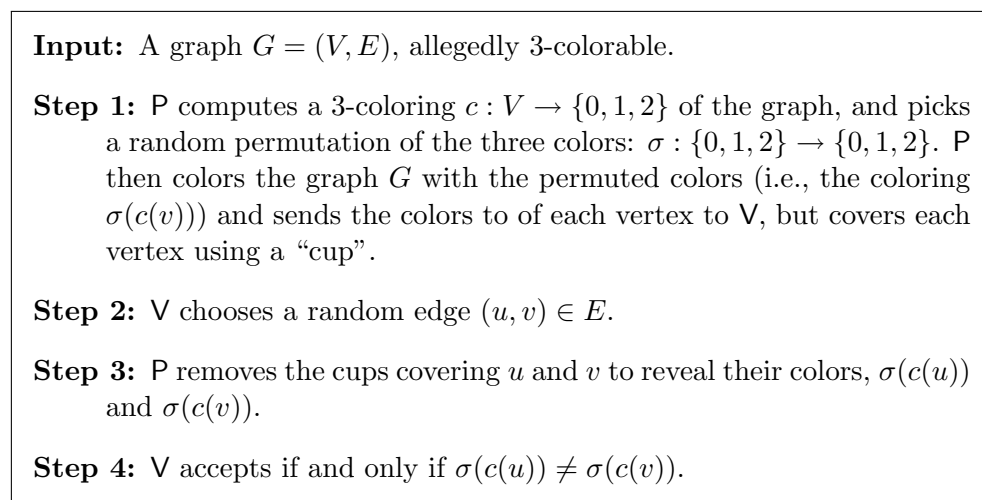 Input: A graph G = (V, E), allegedly 3-colorable.
Step 1: P computes a 3-coloring c : V → {0, 1, 2} of the graph, and picks
a random permutation of the three colors: σ : {0, 1, 2} → {0, 1, 2}. P
then colors the graph G with the permuted colors (i.e., the coloring
σ(c(v))) and sends the colors to of each vertex to V, but covers each
vertex using a “cup”.
Step 2: V chooses a random edge (u, v) ∈ E.
Step 3: P removes the cups covering u and v to reveal their colors, σ(c(u))
and σ(c(v)).
Step 4: V accepts if and only if σ(c(u)) ≠ σ(c(v)).